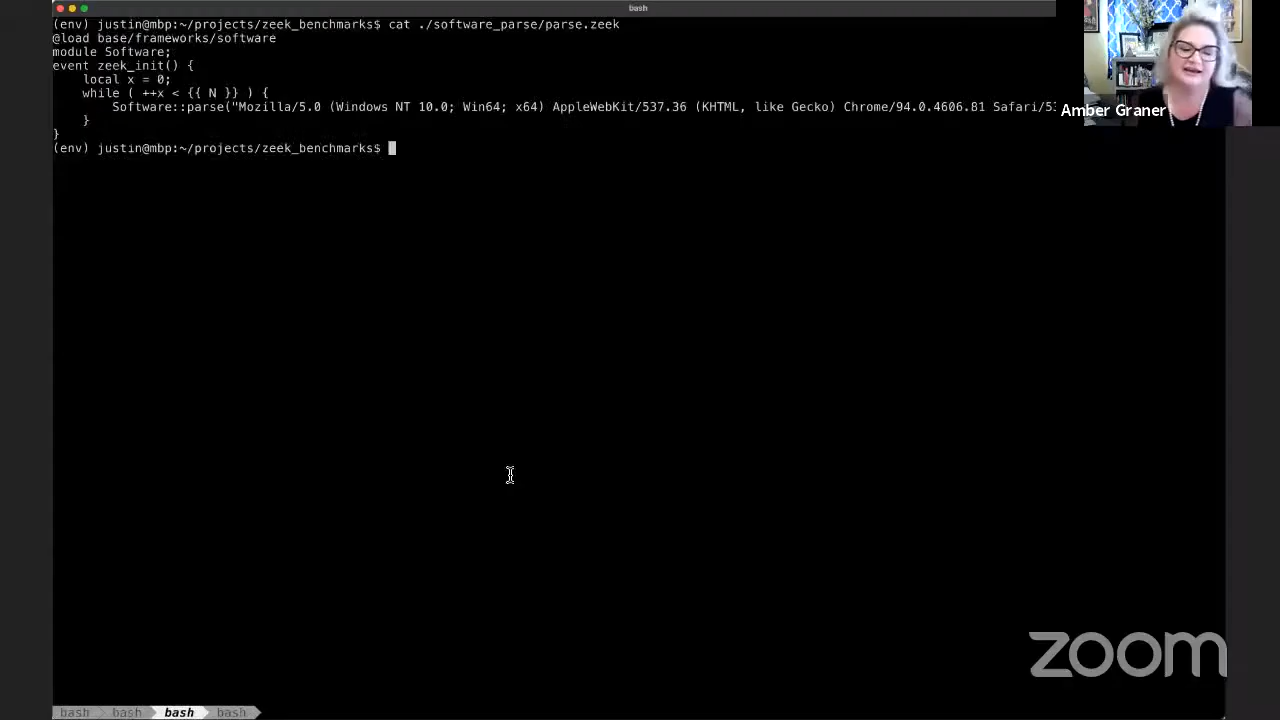 bash
(env) justin@mbp:~/projects/zeek_benchmarks$ cat ./software_parse/parse.zeek
@load base/frameworks/software
module Software;
event zeek_init() {
    local x = 0;
    while ( ++x < {{ N }} ) {
        Software::parse("Mozilla/5.0 (Windows NT 10.0; Win64; x64) AppleWebKit/537.36 (KHTML, like Gecko) Chrome/94.0.4606.81 Safari/53
    }
}
(env) justin@mbp:~/projects/zeek_benchmarks$
Amber Graner
zoom
bash bash bash bash